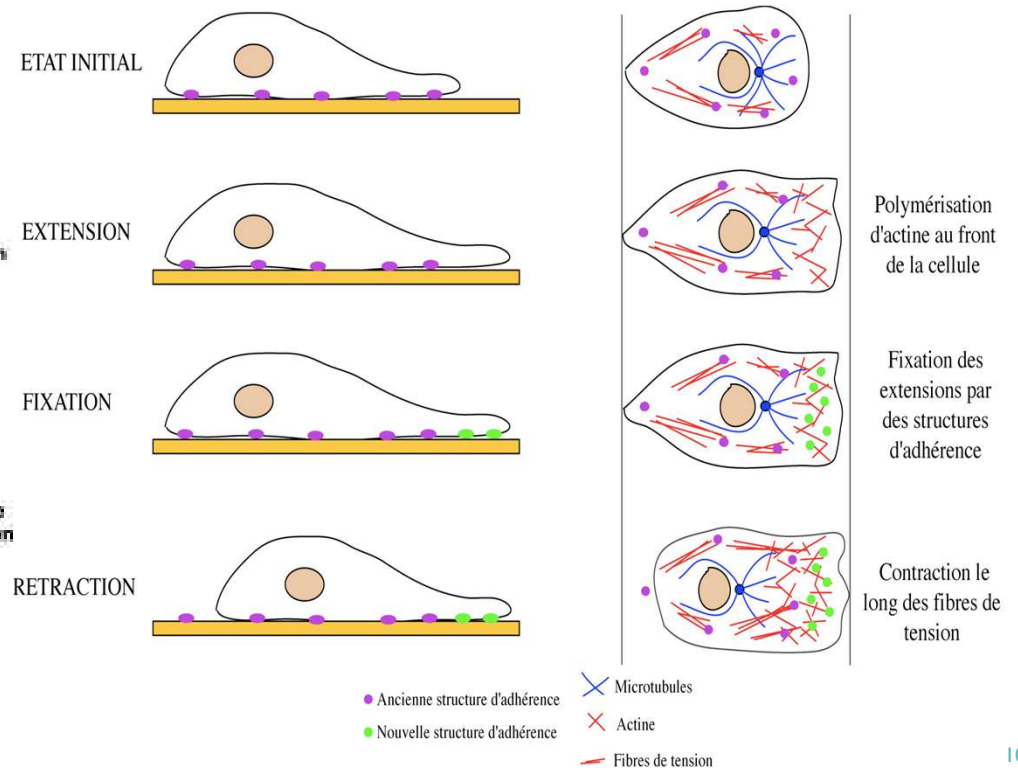 ETAT INITIAL
EXTENSION
Polymérisation
d'actine au front
de la cellule
FIXATION
Fixation des
extensions par
des structures
d'adhérence
RETRACTION
Contraction le
long des fibres de
tension
Ancienne structure d'adhérence
Nouvelle structure d'adhérence
Microtubules
Actine
Fibres de tension